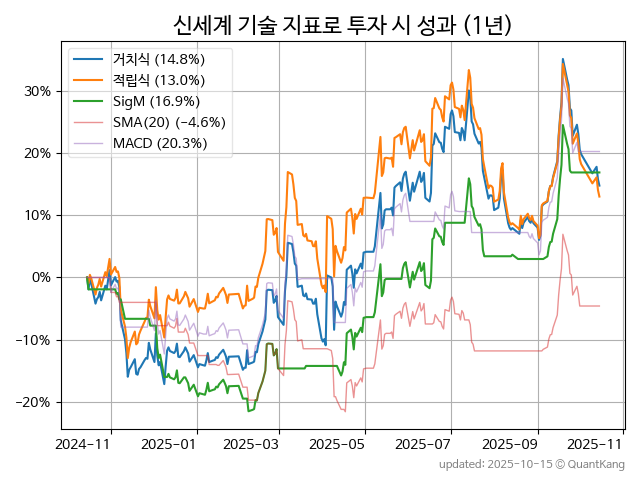 신세계 기술 지표로 투자 시 성과 (1년)
거치식 (14.8%)
적립식 (13.0%)
SigM (16.9%)
SMA(20) (−4.6%)
MACD (20.3%)
30%
20%
10%
0%
−10%
−20%
2024-11 2025-01 2025-03 2025-05 2025-07 2025-09 2025-11
updated: 2025-10-15 © QuantKang